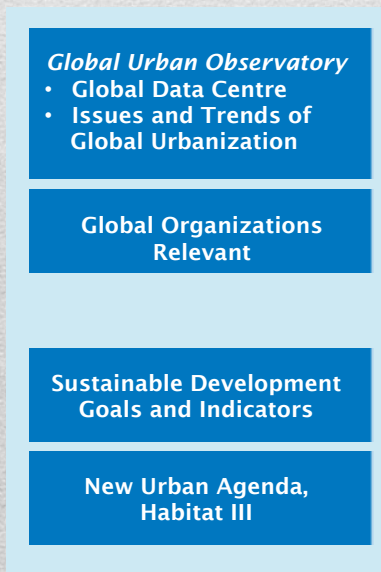 Global Urban Observatory
• Global Data Centre
• Issues and Trends of
Global Urbanization
Global Organizations
Relevant
Sustainable Development
Goals and Indicators
New Urban Agenda,
Habitat III